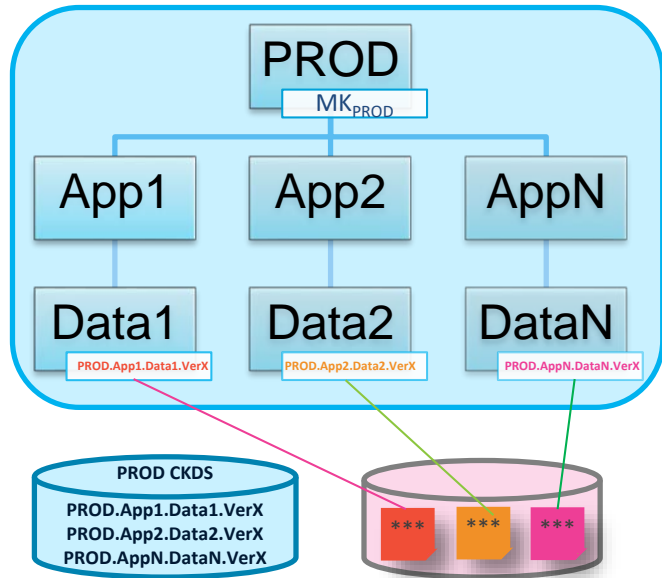 PROD
MK_PROD
App1
App2
AppN
Data1
Data2
DataN
PROD.App1.Data1.VerX
PROD.App2.Data2.VerX
PROD.AppN.DataN.VerX
PROD CKDS
PROD.App1.Data1.VerX
PROD.App2.Data2.VerX
PROD.AppN.DataN.VerX
***
***
***